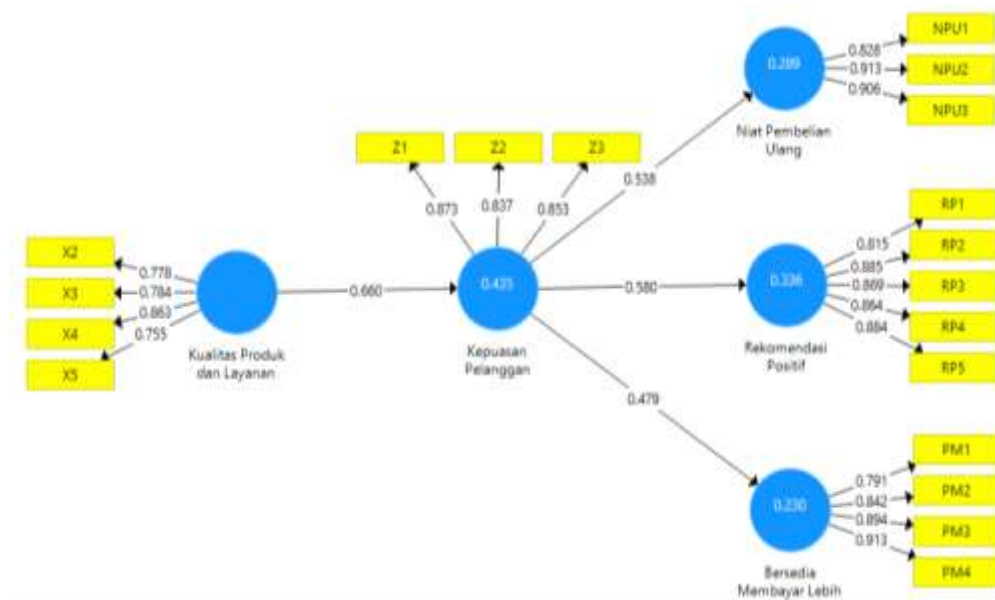 NPU1
0.828
0.289
0.913
NPU2
0.906
NPU3
Niat Pembelian
Ulang
Z1
Z2
Z3
0.873
0.837
0.853
0.538
RP1
0.815
RP2
0.885
X2
0.778
X3
0.784
0.863
X4
0.755
X5
0.660
0.435
0.580
0.336
0.869
RP3
0.864
RP4
0.884
RP5
Kualitas Produk
dan Layanan
Kepuasan
Pelanggan
Rekomendasi
Positif
0.479
PM1
0.791
PM2
0.842
0.230
0.894
PM3
0.913
PM4
Bersedia
Membayar Lebih